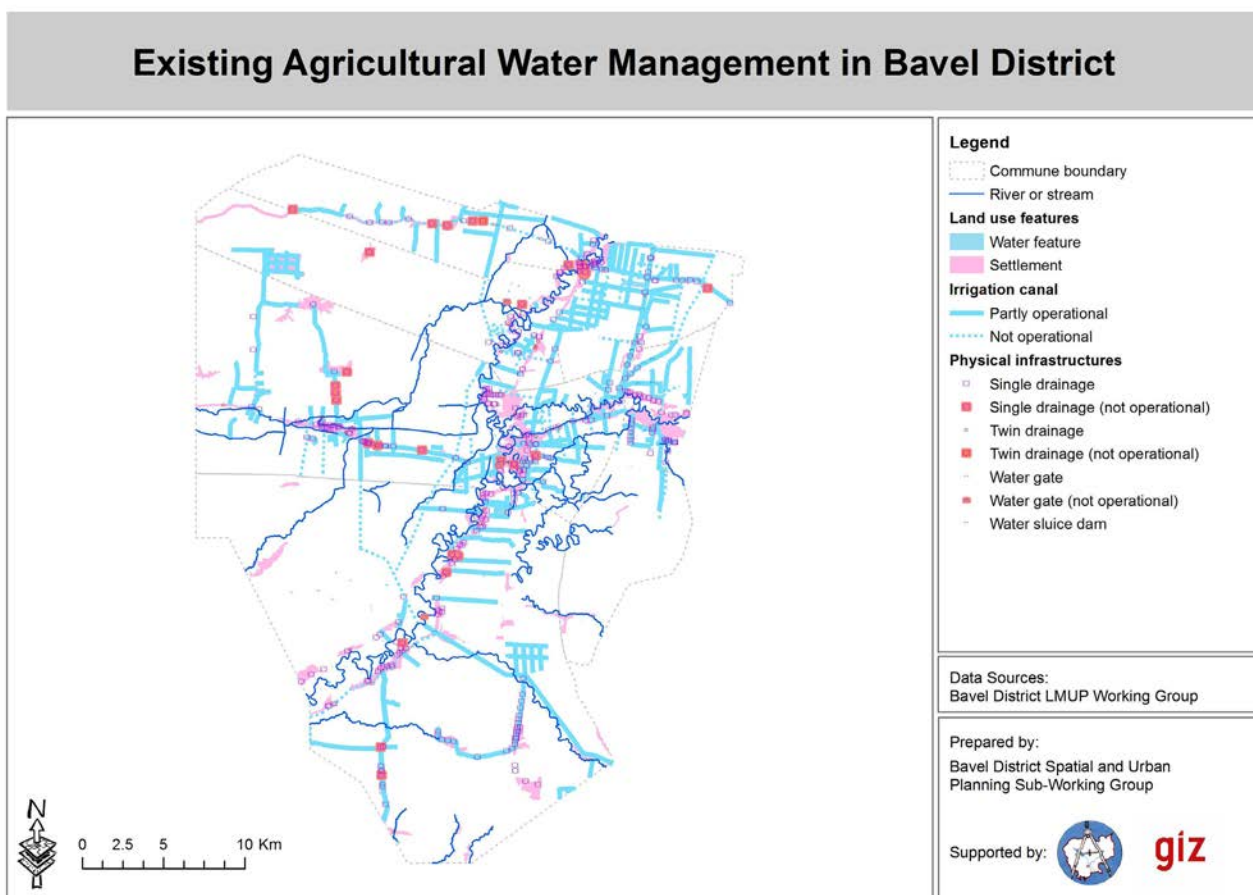 Existing Agricultural Water Management in Bavel District
Legend
Commune boundary
River or stream
Land use features
Water feature
Settlement
Irrigation canal
Partly operational
Not operational
Physical infrastructures
Single drainage
Single drainage (not operational)
Twin drainage
Twin drainage (not operational)
Water gate
Water gate (not operational)
Water sluice dam
Data Sources:
Bavel District LMUP Working Group
Prepared by:
Bavel District Spatial and Urban
Planning Sub-Working Group
Supported by:
giz
N
0 2.5 5 10 Km